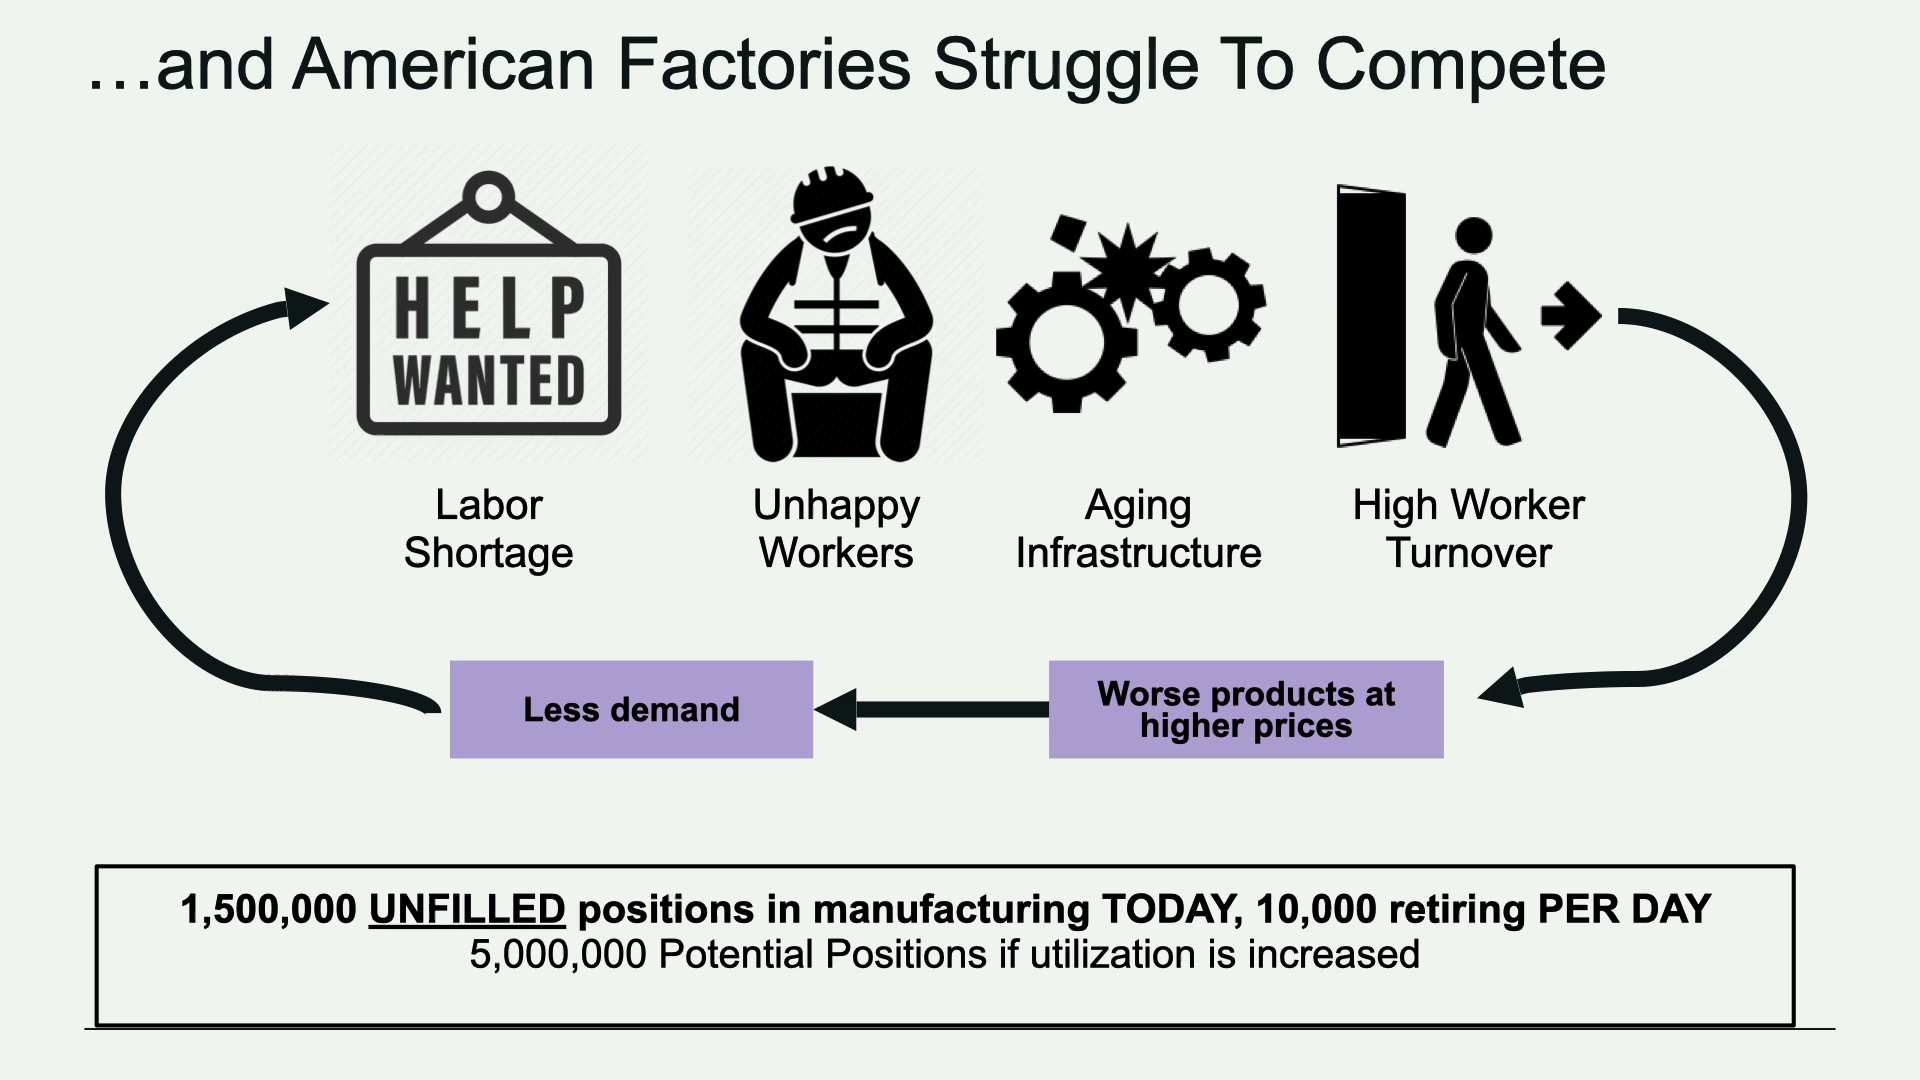 …and American Factories Struggle To Compete
HELP
WANTED
Labor
Shortage
Unhappy
Workers
Aging
Infrastructure
High Worker
Turnover
Less demand
Worse products at
higher prices
1,500,000 UNFILLED positions in manufacturing TODAY, 10,000 retiring PER DAY
5,000,000 Potential Positions if utilization is increased